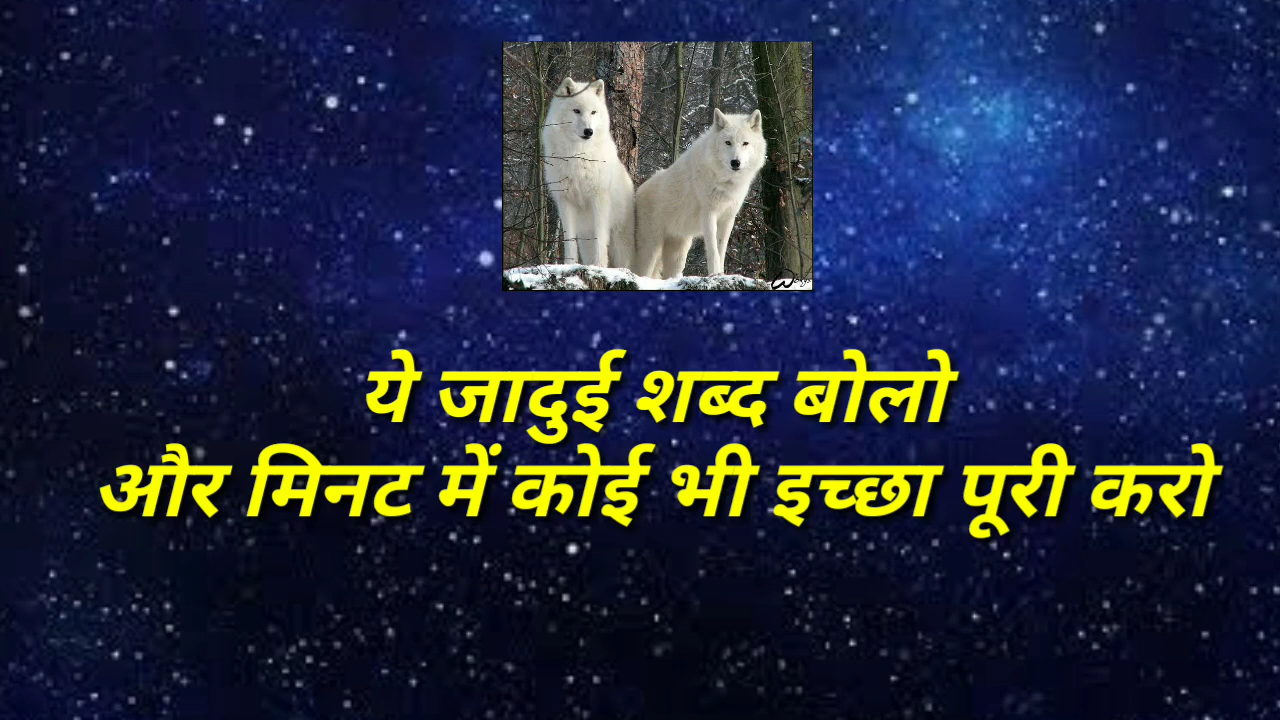 ये जादुई शब्द बोलो
और मिनट में कोई भी इच्छा पूरी करो